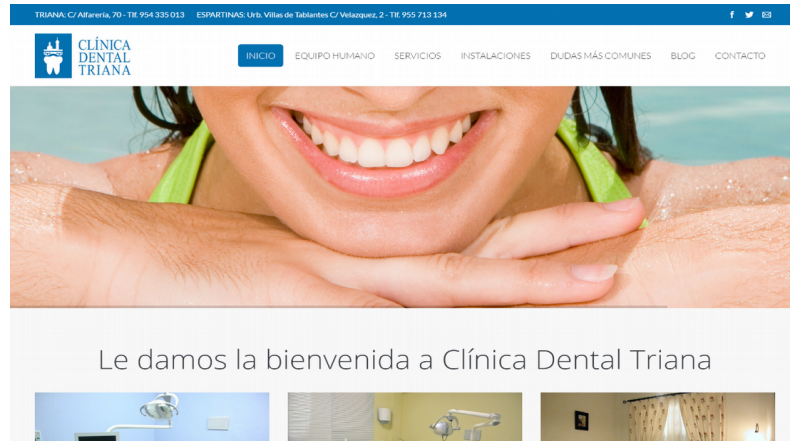 TRIANA: C/ Alfarería, 70 - Tlf. 954 335 013 ESPARTINAS: Urb. Villas de Tablantes C/ Velazquez, 2 - Tlf. 955 713 134
CLÍNICA
DENTAL
TRIANA
INICIO EQUIPO HUMANO SERVICIOS INSTALACIONES DUDAS MÁS COMUNES BLOG CONTACTO
Le damos la bienvenida a Clínica Dental Triana